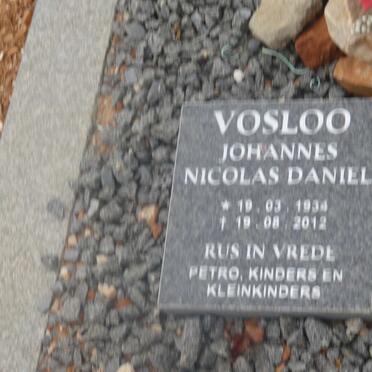 VOSLOO
JOHANNES
NICOLAS DANIEL
* 19.03.1934
† 19.08.2012
RUS IN VREDE
PETRO, KINDERS EN
KLEINKINDERS